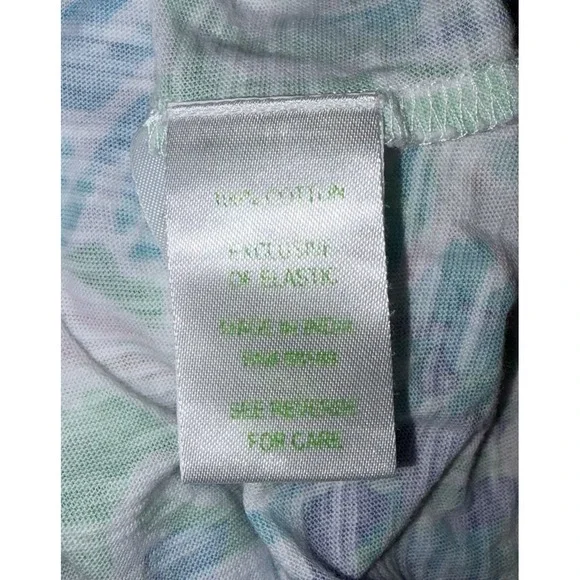 100% COTTON
EXCLUSIVE
OF ELASTIC
MADE IN INDIA
SEE REVERSE
FOR CARE